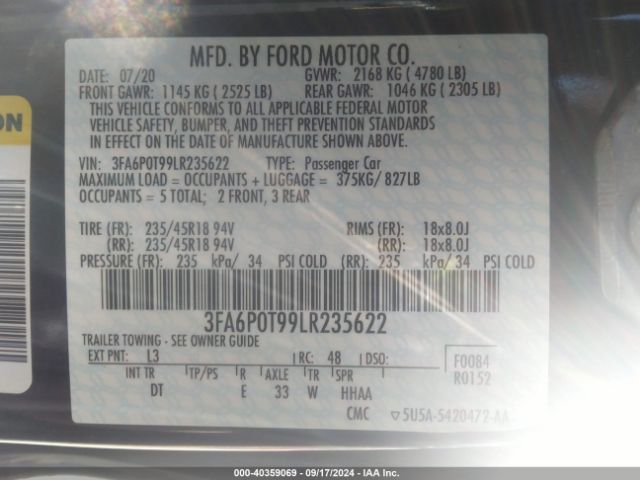 MFD. BY FORD MOTOR CO.
DATE: 07/20 GVWR: 2168 KG ( 4780 LB)
FRONT GAWR: 1145 KG ( 2525 LB) REAR GAWR: 1046 KG ( 2305 LB)
THIS VEHICLE CONFORMS TO ALL APPLICABLE FEDERAL MOTOR
VEHICLE SAFETY, BUMPER, AND THEFT PREVENTION STANDARDS
IN EFFECT ON THE DATE OF MANUFACTURE SHOWN ABOVE.
VIN: 3FA6P0T99LR235622 TYPE: Passenger Car
MAXIMUM LOAD = OCCUPANTS + LUGGAGE = 375KG/ 827LB
OCCUPANTS = 5 TOTAL; 2 FRONT, 3 REAR
TIRE (FR): 235/45R18 94V RIMS (FR): 18x8.0J
(RR): 235/45R18 94V (RR): 18x8.0J
PRESSURE (FR): 235 kPa/ 34 PSI COLD (RR): 235 kPa/ 34 PSI COLD
3FA6P0T99LR235622
TRAILER TOWING - SEE OWNER GUIDE
EXT PNT: L3 RC: 48 DSO: F0084
INT TR TP/PS R AXLE TR SPR R0152
DT E 33 W HHAA
CMC 5U5A-5420472-AA
ON
000-40359069 - 09/17/2024 - IAA Inc.